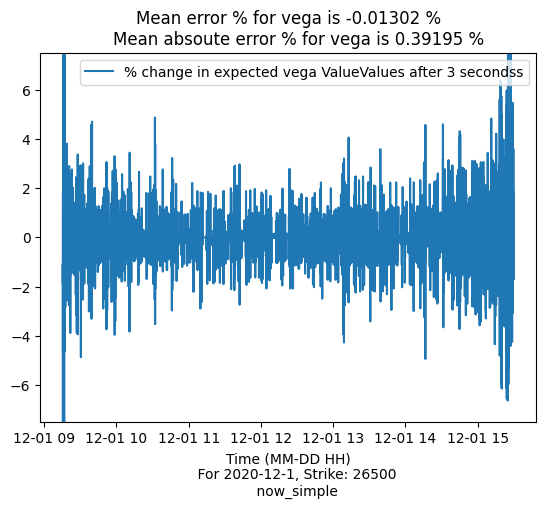 Mean error % for vega is -0.01302 %
Mean absoute error % for vega is 0.39195 %
% change in expected vega ValueValues after 3 secondss
6
4
2
0
−2
−4
−6
12-01 09 12-01 10 12-01 11 12-01 12 12-01 13 12-01 14 12-01 15
Time (MM-DD HH)
For 2020-12-1, Strike: 26500
now_simple